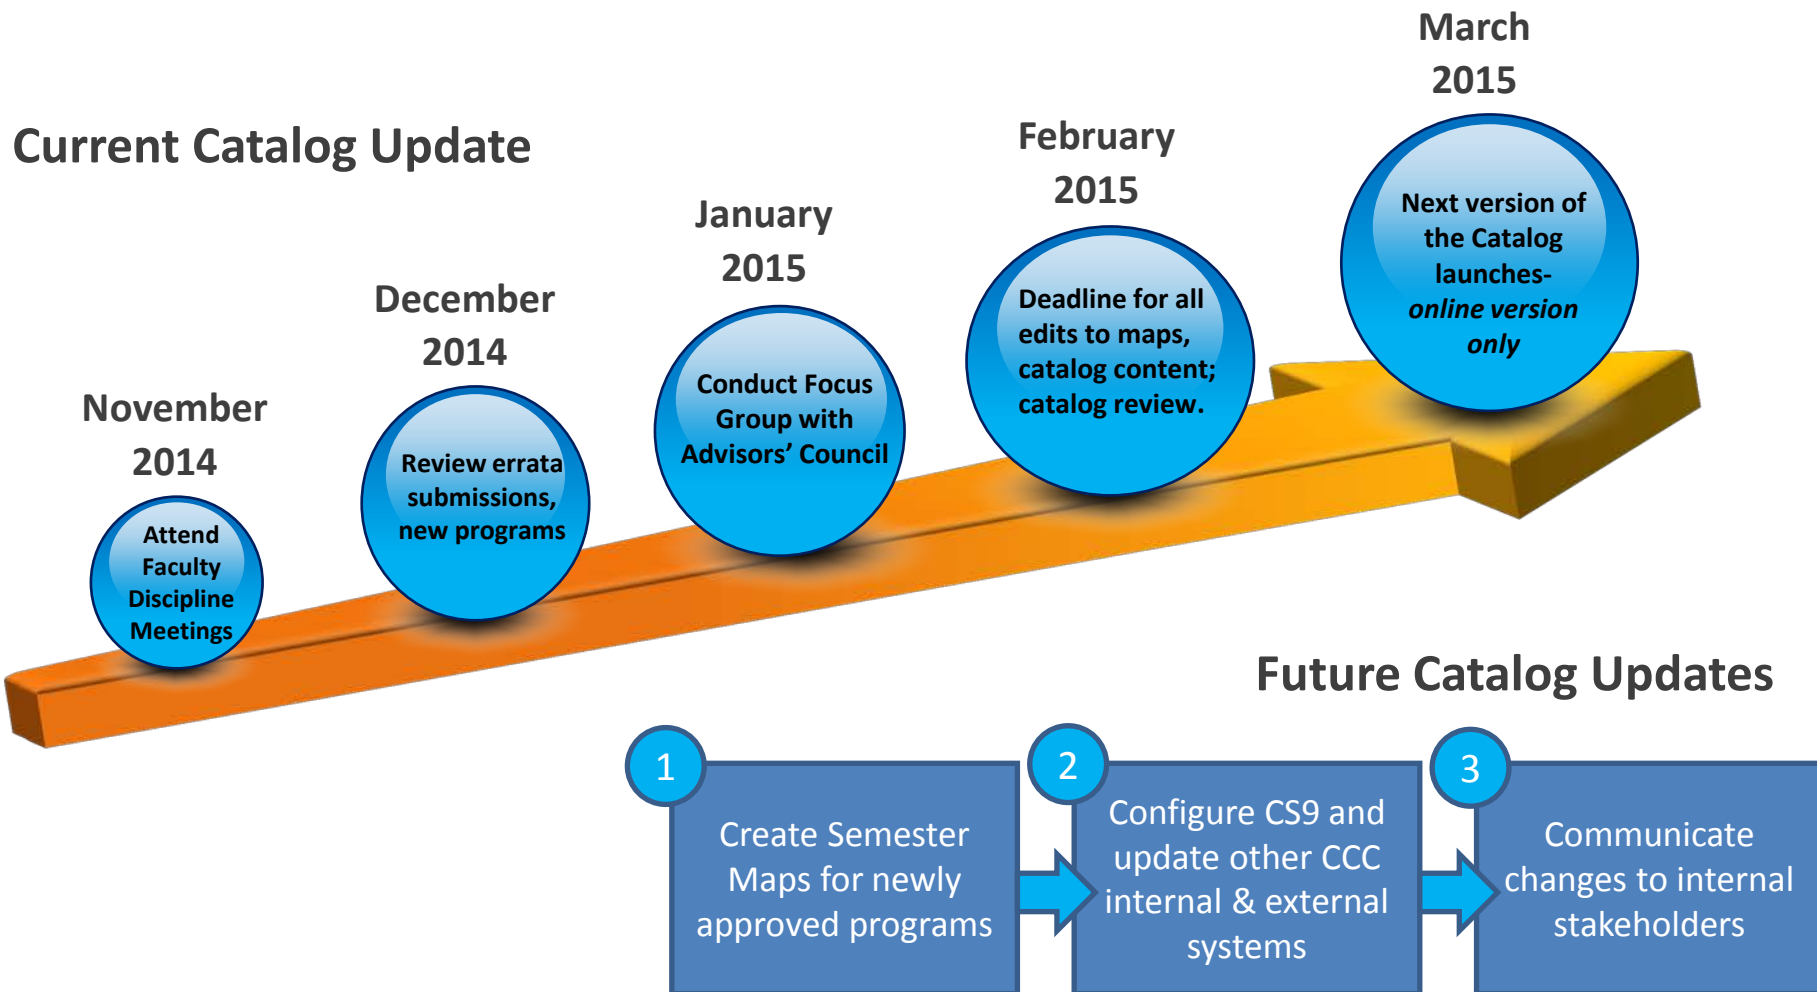 Current Catalog Update
November
2014
Attend
Faculty
Discipline
Meetings
December
2014
Review errata
submissions,
new programs
January
2015
Conduct Focus
Group with
Advisors’ Council
February
2015
Deadline for all
edits to maps,
catalog content;
catalog review.
March
2015
Next version of
the Catalog
launches-
online version
only
Future Catalog Updates
1
Create Semester
Maps for newly
approved programs
2
Configure CS9 and
update other CCC
internal & external
systems
3
Communicate
changes to internal
stakeholders